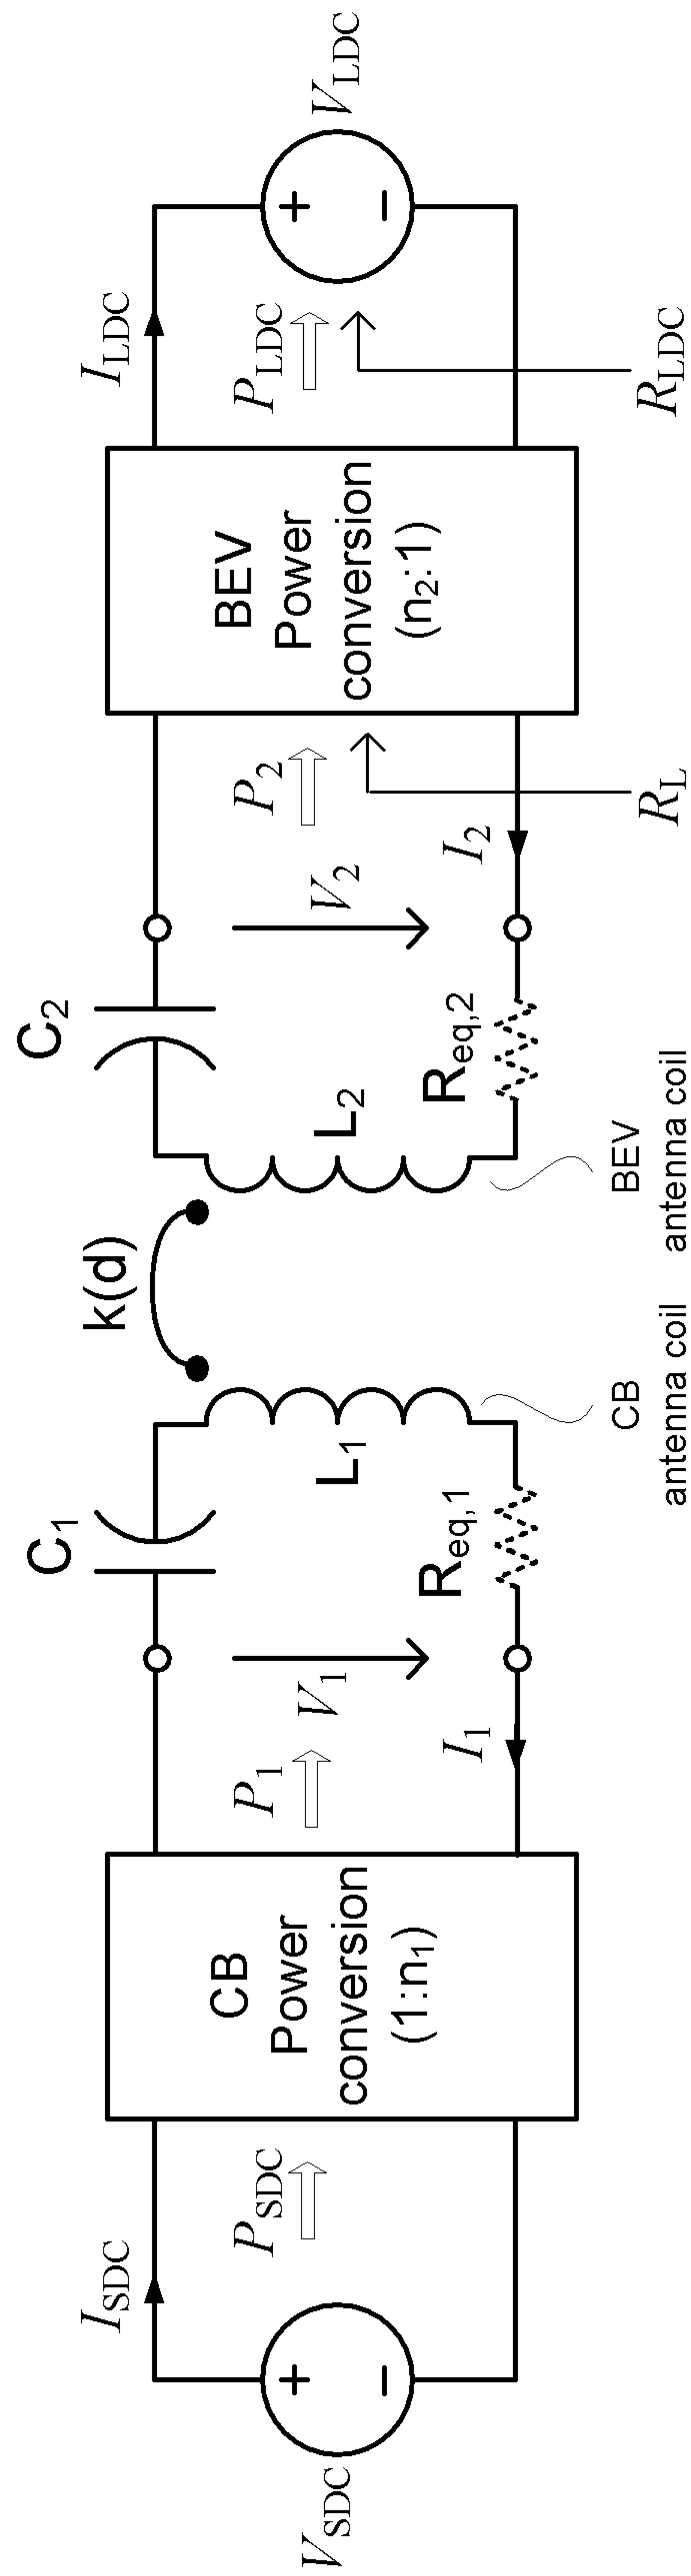 V_SDC
I_SDC
P_SDC
CB
Power
conversion
(1:n₁)
P₁
V₁
I₁
C₁
L₁
R_eq,1
CB
antenna coil
k(d)
C₂
L₂
R_eq,2
BEV
antenna coil
V₂
I₂
P₂
R_L
BEV
Power
conversion
(n₂:1)
I_LDC
P_LDC
R_LDC
V_LDC
+
−
+
−